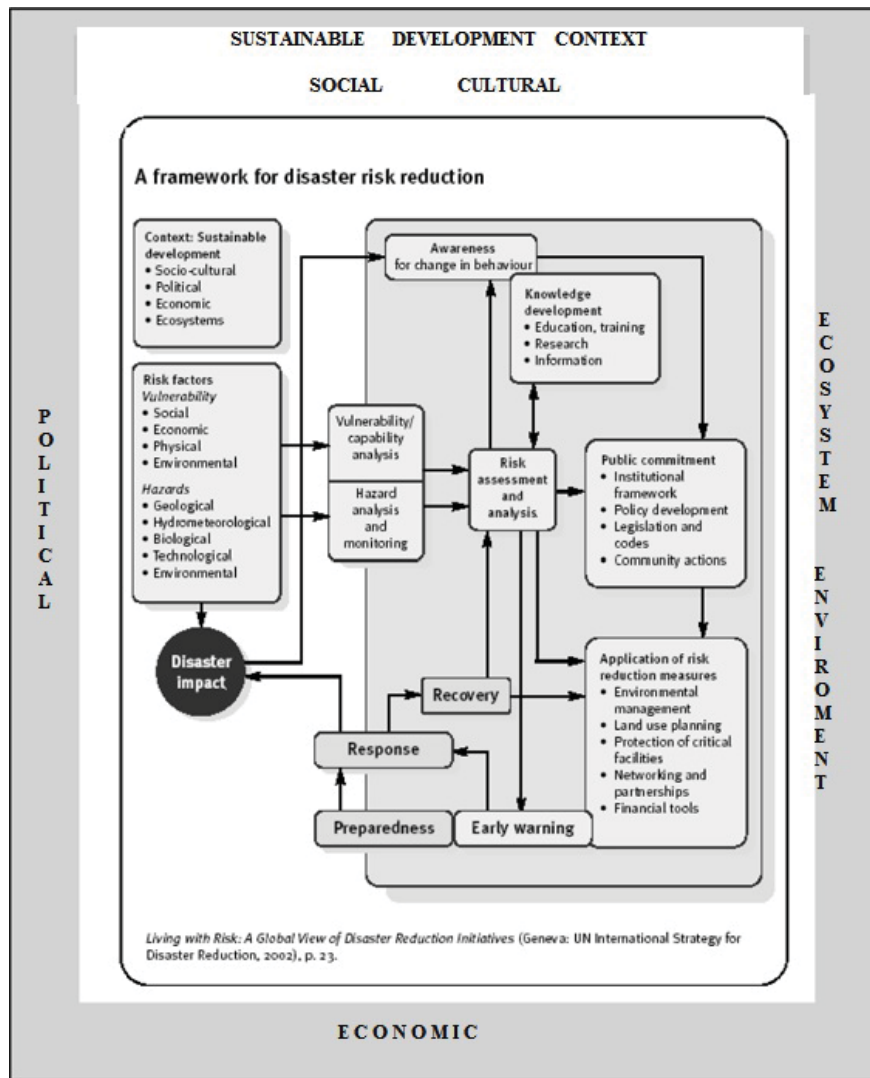 SUSTAINABLE DEVELOPMENT CONTEXT
SOCIAL CULTURAL
A framework for disaster risk reduction
Context: Sustainable
development
• Socio-cultural
• Political
• Economic
• Ecosystems
Awareness
for change in behaviour
Knowledge
development
• Education, training
• Research
• Information
Risk factors
Vulnerability
• Social
• Economic
• Physical
• Environmental
Hazards
• Geological
• Hydrometeorological
• Biological
• Technological
• Environmental
Vulnerability/
capability
analysis
Hazard
analysis
and
monitoring
Risk
assessment
and
analysis
Public commitment
• Institutional
framework
• Policy development
• Legislation and
codes
• Community actions
Disaster
impact
Recovery
Response
Preparedness
Early warning
Application of risk
reduction measures
• Environmental
management
• Land use planning
• Protection of critical
facilities
• Networking and
partnerships
• Financial tools
Living with Risk: A Global View of Disaster Reduction Initiatives (Geneva: UN International Strategy for
Disaster Reduction, 2002), p. 23.
POLITICAL
ECOSYSTEM ENVIROMENT
ECONOMIC